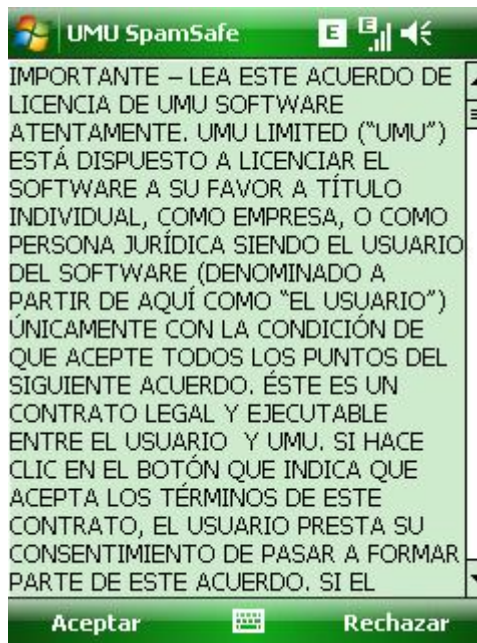 UMU SpamSafe
E
E
IMPORTANTE – LEA ESTE ACUERDO DE
LICENCIA DE UMU SOFTWARE
ATENTAMENTE. UMU LIMITED (“UMU”)
ESTÁ DISPUESTO A LICENCIAR EL
SOFTWARE A SU FAVOR A TÍTULO
INDIVIDUAL, COMO EMPRESA, O COMO
PERSONA JURÍDICA SIENDO EL USUARIO
DEL SOFTWARE (DENOMINADO A
PARTIR DE AQUÍ COMO “EL USUARIO”)
ÚNICAMENTE CON LA CONDICIÓN DE
QUE ACEPTE TODOS LOS PUNTOS DEL
SIGUIENTE ACUERDO. ÉSTE ES UN
CONTRATO LEGAL Y EJECUTABLE
ENTRE EL USUARIO Y UMU. SI HACE
CLIC EN EL BOTÓN QUE INDICA QUE
ACEPTA LOS TÉRMINOS DE ESTE
CONTRATO, EL USUARIO PRESTA SU
CONSENTIMIENTO DE PASAR A FORMAR
PARTE DE ESTE ACUERDO. SI EL
Aceptar
Rechazar